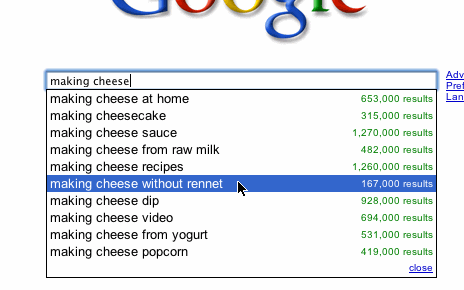 Google
making cheese
Adv
Pref
Lan
making cheese at home 653,000 results
making cheesecake 315,000 results
making cheese sauce 1,270,000 results
making cheese from raw milk 482,000 results
making cheese recipes 1,260,000 results
making cheese without rennet 167,000 results
making cheese dip 928,000 results
making cheese video 694,000 results
making cheese from yogurt 531,000 results
making cheese popcorn 419,000 results
close